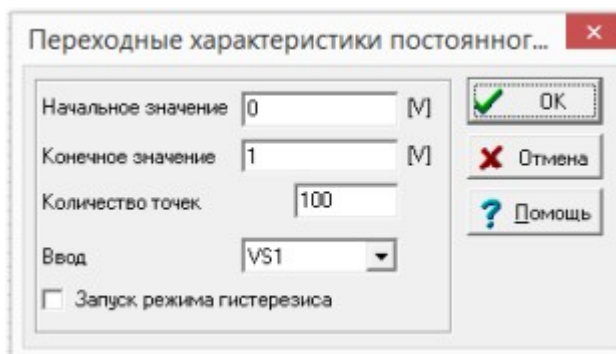 Переходные характеристики постоянног...
Начальное значение 0 [V]
OK
Конечное значение 1 [V]
Отмена
Количество точек 100
Помощь
Ввод VS1
Запуск режима гистерезиса